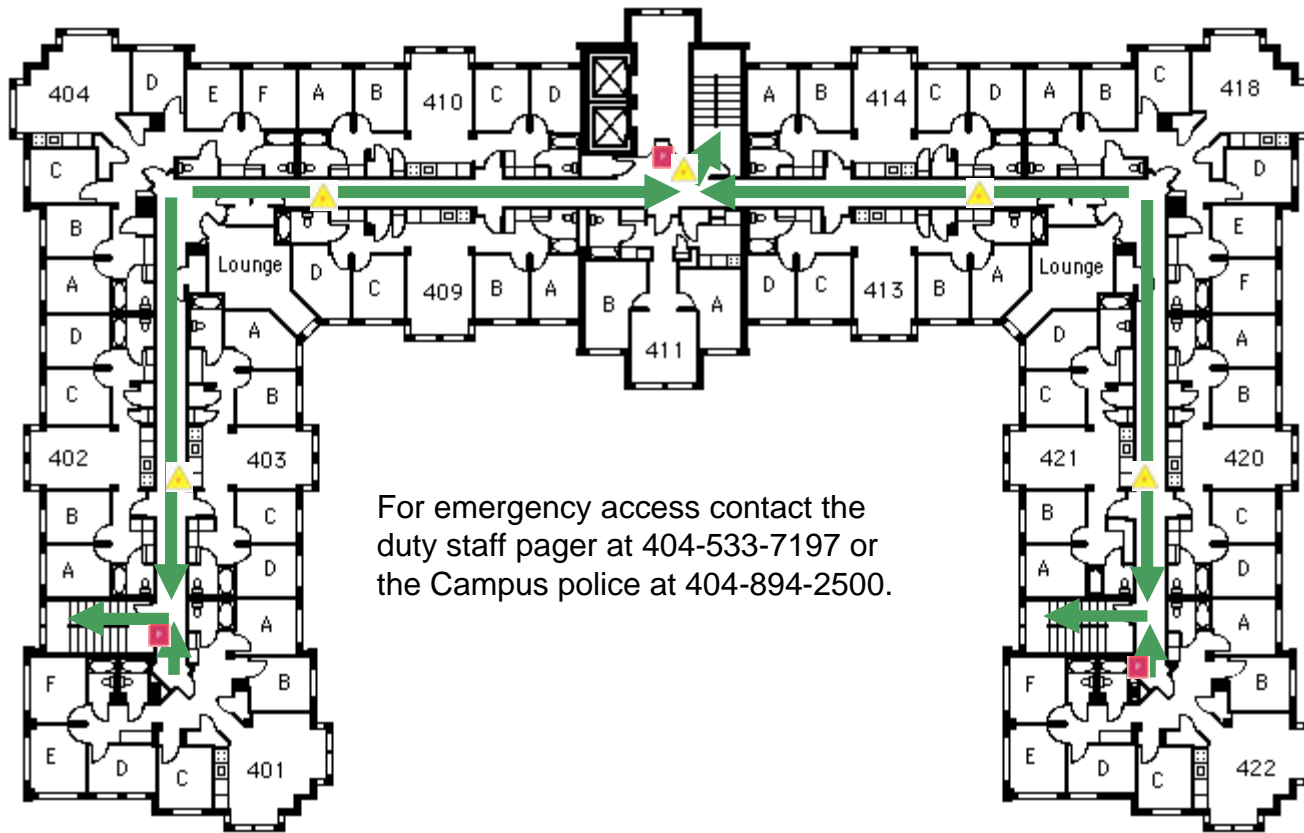 404 D E F A B 410 C D A B 414 C D A B C 418
P
C D
B E
Lounge D C 409 B A B 411 A D C 413 B A Lounge
A F
D A D A
C B C B
402 403 421 420
B C B C
For emergency access contact the
duty staff pager at 404-533-7197 or
the Campus police at 404-894-2500.
A D A D
A A
P P
F B F B
E D C 401 E D C 422